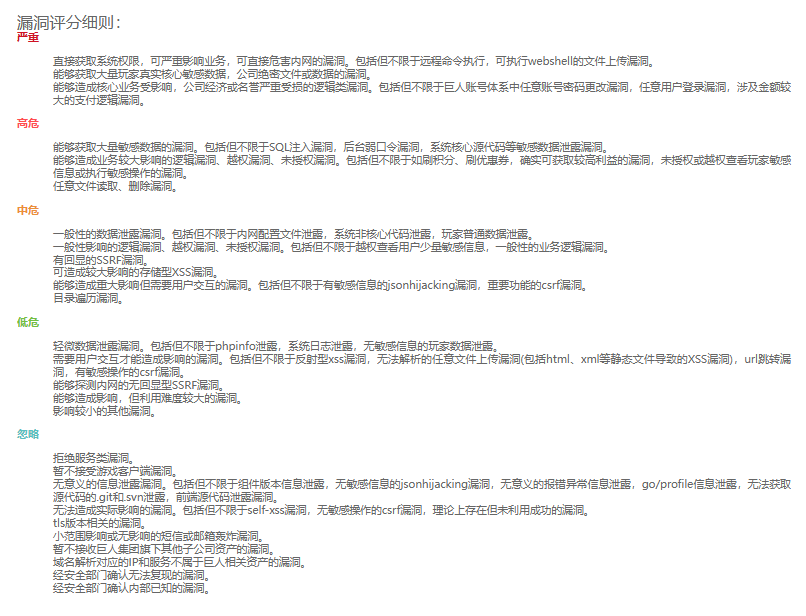 漏洞评分细则：
严重
直接获取系统权限，可严重影响业务，可直接危害内网的漏洞。包括但不限于远程命令执行，可执行webshell的文件上传漏洞。
能够获取大量玩家真实核心敏感数据，公司绝密文件或数据的漏洞。
能够造成核心业务受影响，公司经济或名誉严重受损的逻辑类漏洞。包括但不限于巨人账号体系中任意账号密码更改漏洞，任意用户登录漏洞，涉及金额较
大的支付逻辑漏洞。
高危
能够获取大量敏感数据的漏洞。包括但不限于SQL注入漏洞，后台弱口令漏洞，系统核心源代码等敏感数据泄露漏洞。
能够造成业务较大影响的逻辑漏洞、越权漏洞、未授权漏洞。包括但不限于如刷积分、刷优惠券，确实可获取较高利益的漏洞，未授权或越权查看玩家敏感
信息或执行敏感操作的漏洞。
任意文件读取、删除漏洞。
中危
一般性的数据泄露漏洞。包括但不限于内网配置文件泄露，系统非核心代码泄露，玩家普通数据泄露。
一般性影响的逻辑漏洞、越权漏洞、未授权漏洞。包括但不限于越权查看用户少量敏感信息，一般性的业务逻辑漏洞。
有回显的SSRF漏洞。
可造成较大影响的存储型XSS漏洞。
能够造成重大影响但需要用户交互的漏洞。包括但不限于有敏感信息的jsonhijacking漏洞，重要功能的csrf漏洞。
目录遍历漏洞。
低危
轻微数据泄露漏洞。包括但不限于phpinfo泄露，系统日志泄露，无敏感信息的玩家数据泄露。
需要用户交互才能造成影响的漏洞。包括但不限于反射型xss漏洞，无法解析的任意文件上传漏洞(包括html、xml等静态文件导致的XSS漏洞)，url跳转漏
洞，有敏感操作的csrf漏洞。
能够探测内网的无回显型SSRF漏洞。
能够造成影响，但利用难度较大的漏洞。
影响较小的其他漏洞。
忽略
拒绝服务类漏洞。
暂不接受游戏客户端漏洞。
无意义的信息泄露漏洞。包括但不限于组件版本信息泄露，无敏感信息的jsonhijacking漏洞，无意义的报错异常信息泄露，go/profile信息泄露，无法获取
源代码的.git和.svn泄露，前端源代码泄露漏洞。
无法造成实际影响的漏洞。包括但不限于self-xss漏洞，无敏感操作的csrf漏洞，理论上存在但未利用成功的漏洞。
tls版本相关的漏洞。
小范围影响或无影响的短信或邮箱轰炸漏洞。
暂不接收巨人集团旗下其他子公司资产的漏洞。
域名解析对应的IP和服务不属于巨人相关资产的漏洞。
经安全部门确认无法复现的漏洞。
经安全部门确认内部已知的漏洞。